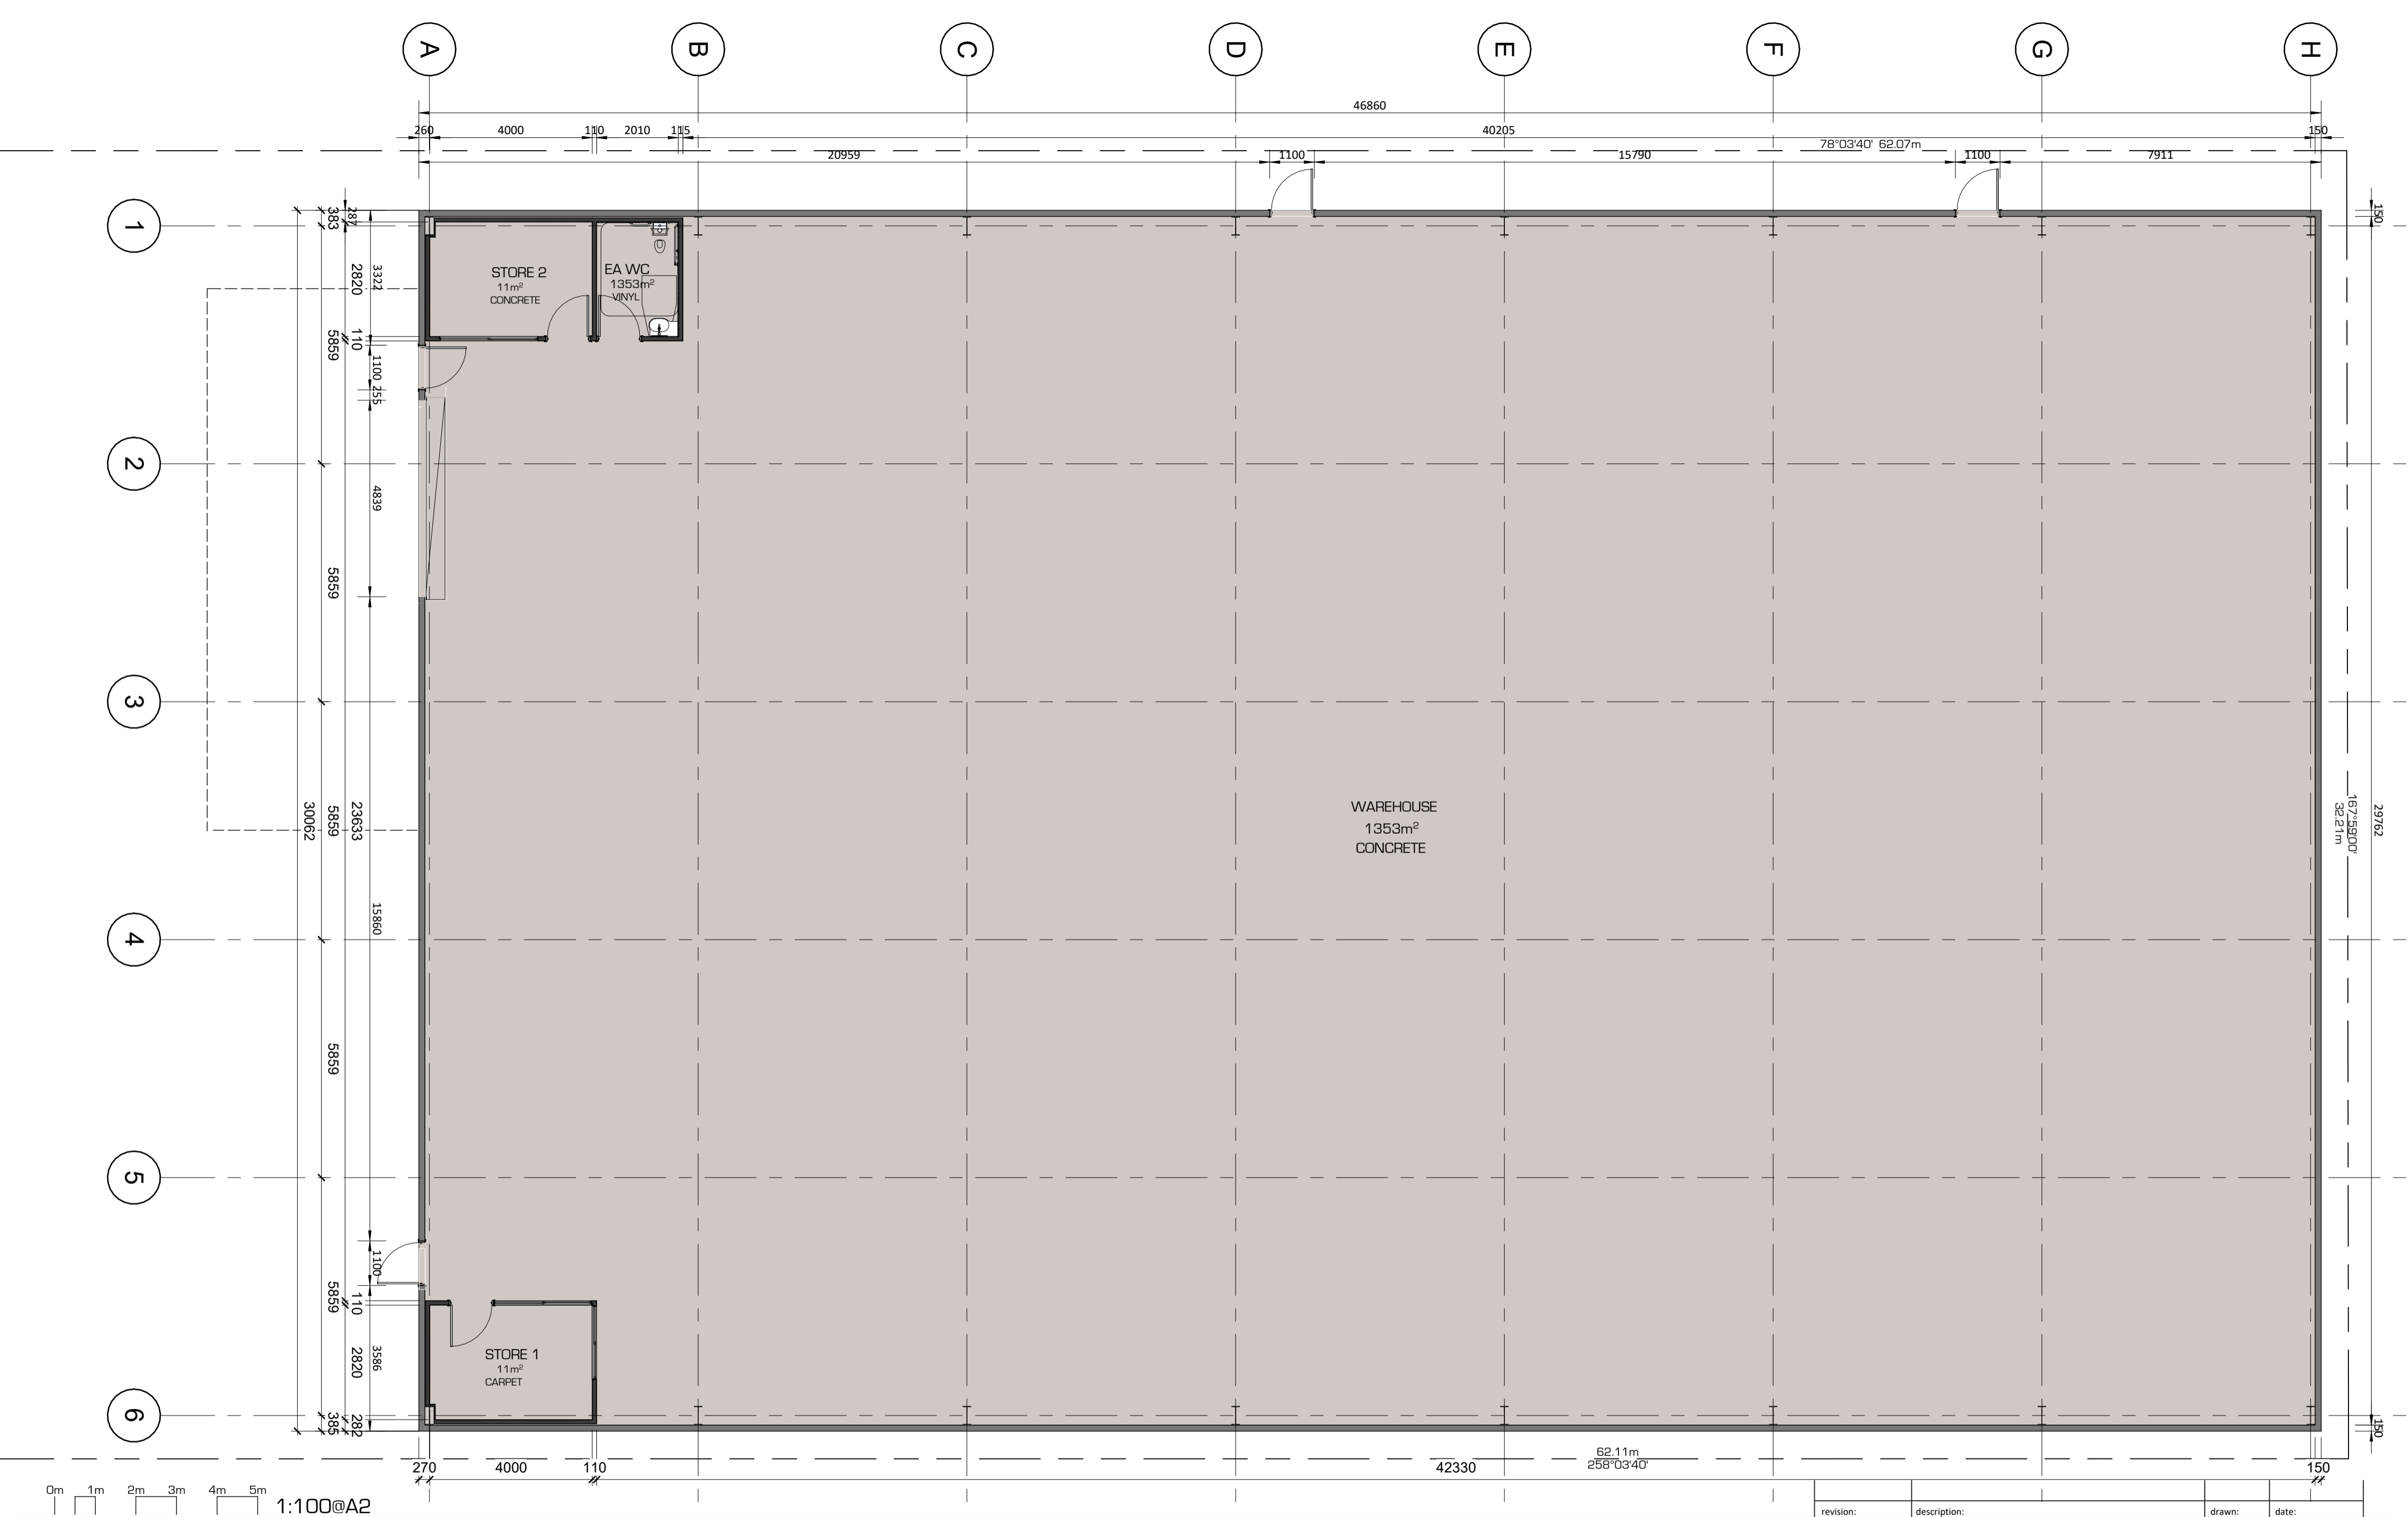 A
B
C
D
E
F
G
H
46860
260
4000
110
2010
115
40205
150
78°03'40' 62.07m
20959
1100
15790
1100
7911
1
2
3
4
5
6
383
287
2820
3322
110
5859
1100
255
4839
5859
30062
5859
23633
15860
5859
1100
5859
110
2820
3586
385
282
STORE 2
11m²
CONCRETE
EA WC
1353m²
VINYL
WAREHOUSE
1353m²
CONCRETE
STORE 1
11m²
CARPET
150
29762
167°59'00'
32.21m
150
62.11m
258°03'40'
270
4000
110
42330
150
0m 1m 2m 3m 4m 5m
1:100@A2
revision: description: drawn: date: